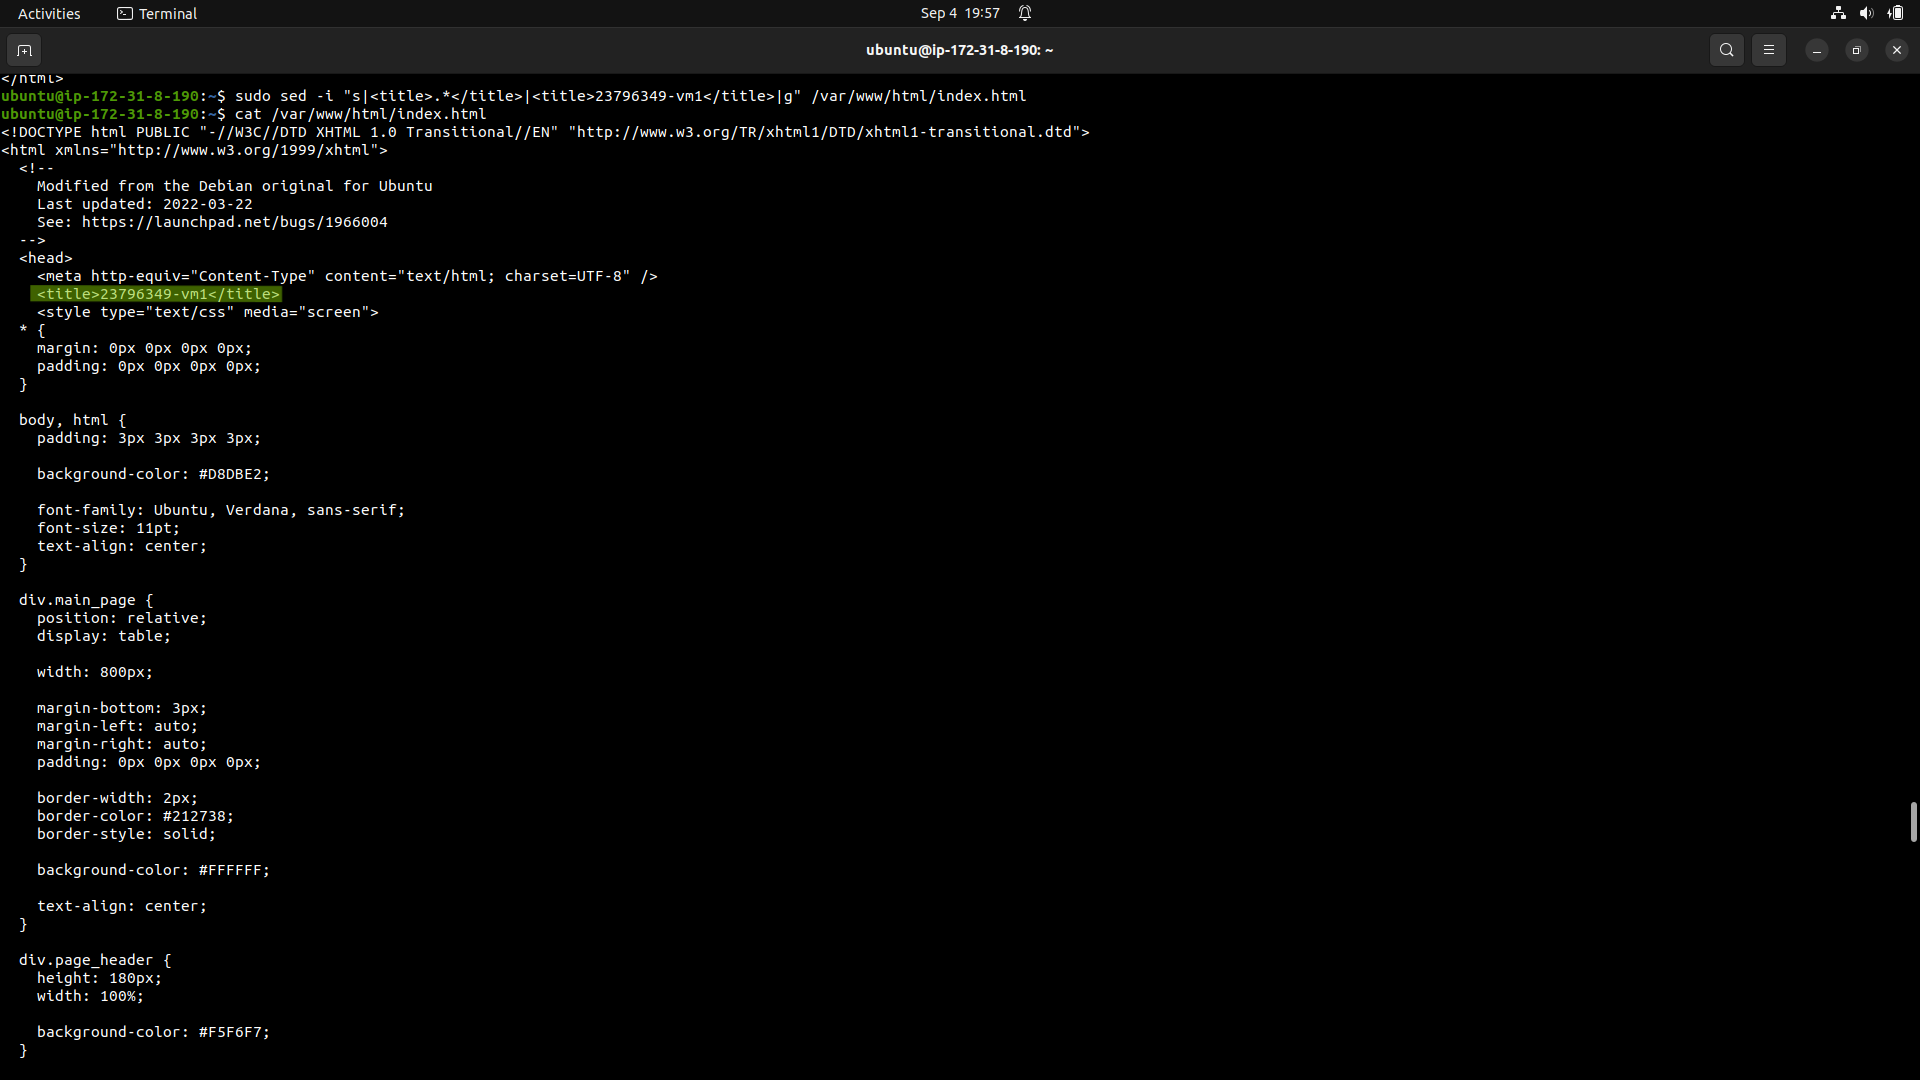 Activities
Terminal
Sep 4 19:57
ubuntu@ip-172-31-8-190: ~
</html>
ubuntu@ip-172-31-8-190:~$ sudo sed -i "s|<title>.*</title>|<title>23796349-vm1</title>|g" /var/www/html/index.html
ubuntu@ip-172-31-8-190:~$ cat /var/www/html/index.html
<!DOCTYPE html PUBLIC "-//W3C//DTD XHTML 1.0 Transitional//EN" "http://www.w3.org/TR/xhtml1/DTD/xhtml1-transitional.dtd">
<html xmlns="http://www.w3.org/1999/xhtml">
  <!--
    Modified from the Debian original for Ubuntu
    Last updated: 2022-03-22
    See: https://launchpad.net/bugs/1966004
  -->
  <head>
    <meta http-equiv="Content-Type" content="text/html; charset=UTF-8" />
    <title>23796349-vm1</title>
    <style type="text/css" media="screen">
  * {
    margin: 0px 0px 0px 0px;
    padding: 0px 0px 0px 0px;
  }

  body, html {
    padding: 3px 3px 3px 3px;

    background-color: #D8DBE2;

    font-family: Ubuntu, Verdana, sans-serif;
    font-size: 11pt;
    text-align: center;
  }

  div.main_page {
    position: relative;
    display: table;

    width: 800px;

    margin-bottom: 3px;
    margin-left: auto;
    margin-right: auto;
    padding: 0px 0px 0px 0px;

    border-width: 2px;
    border-color: #212738;
    border-style: solid;

    background-color: #FFFFFF;

    text-align: center;
  }

  div.page_header {
    height: 180px;
    width: 100%;

    background-color: #F5F6F7;
  }